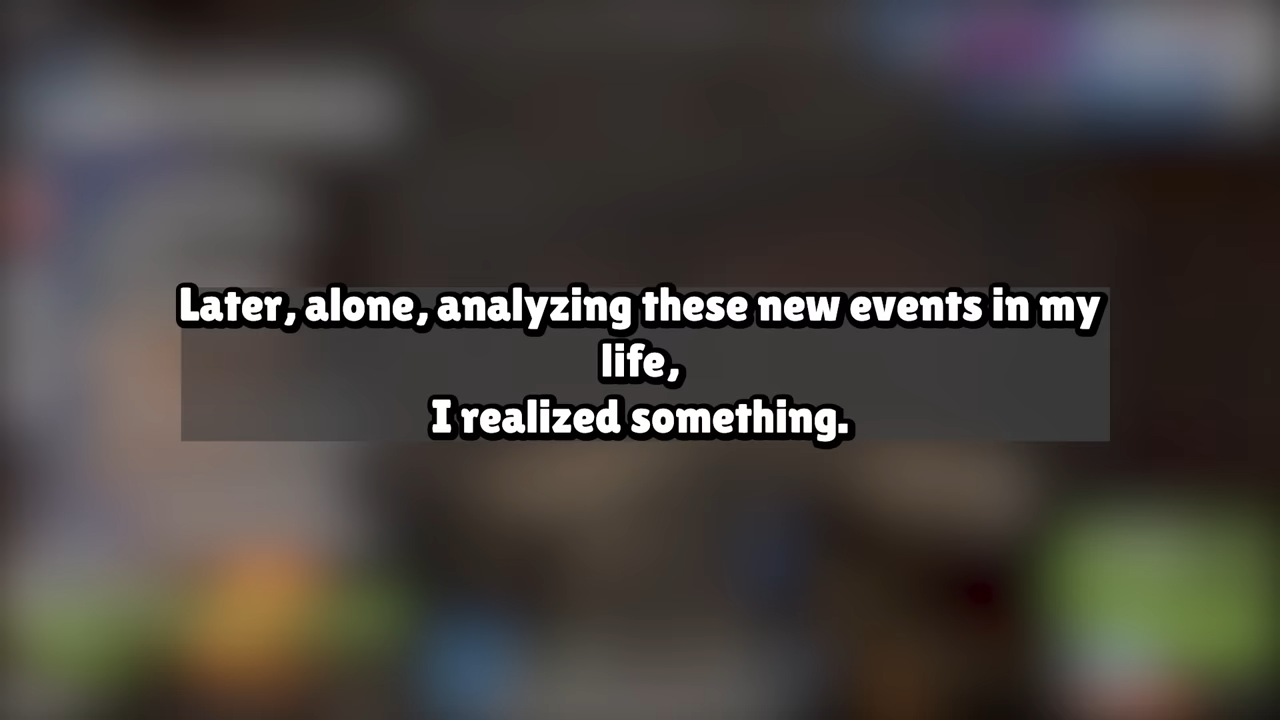 Later, alone, analyzing these new events in my
life,
I realized something.